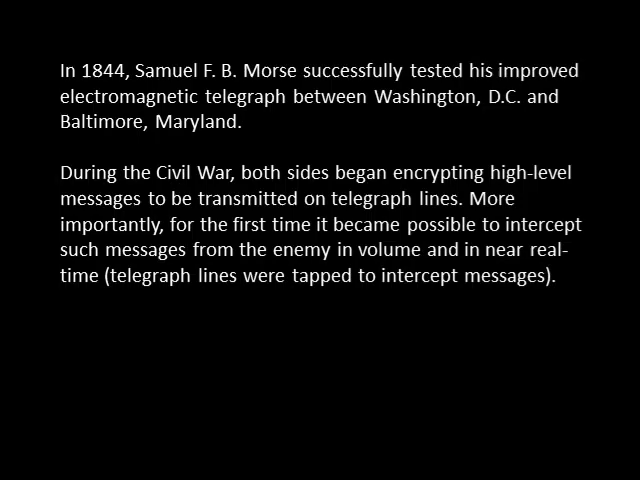 In 1844, Samuel F. B. Morse successfully tested his improved
electromagnetic telegraph between Washington, D.C. and
Baltimore, Maryland.
During the Civil War, both sides began encrypting high-level
messages to be transmitted on telegraph lines. More
importantly, for the first time it became possible to intercept
such messages from the enemy in volume and in near real-
time (telegraph lines were tapped to intercept messages).